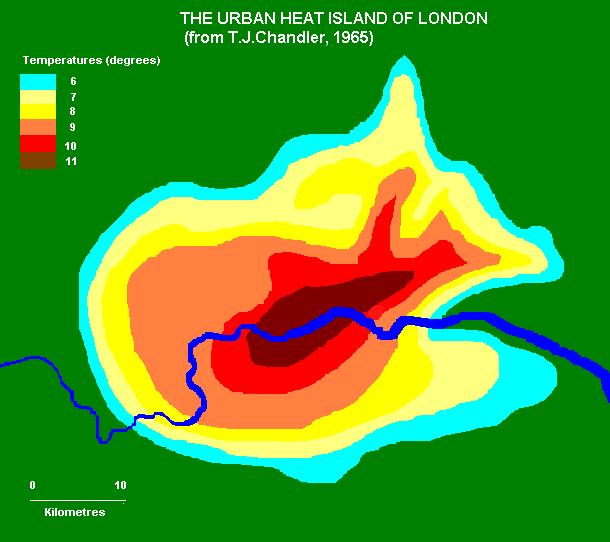 THE URBAN HEAT ISLAND OF LONDON
(from T.J.Chandler, 1965)
Temperatures (degrees)
6
7
8
9
10
11
0 10
Kilometres